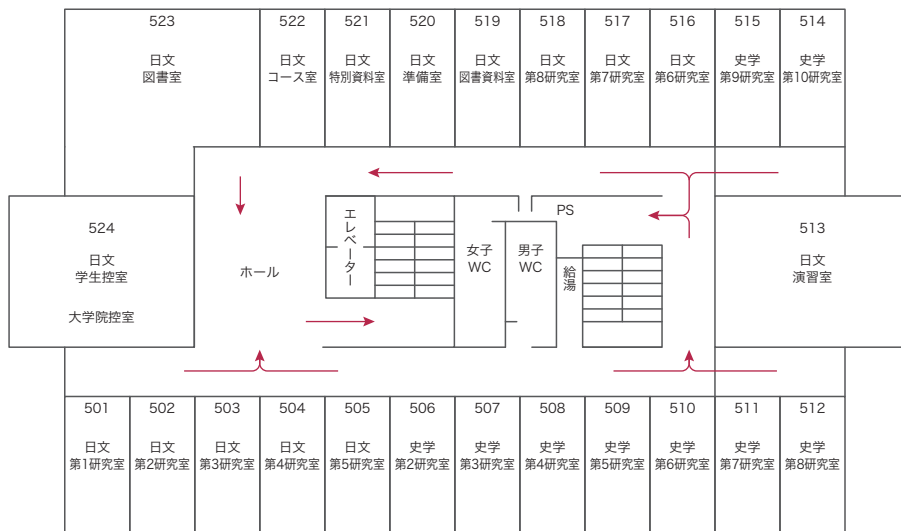 523
日文
図書室
522
日文
コース室
521
日文
特別資料室
520
日文
準備室
519
日文
図書資料室
518
日文
第8研究室
517
日文
第7研究室
516
日文
第6研究室
515
史学
第9研究室
514
史学
第10研究室
524
日文
学生控室
大学院控室
ホール
エレベーター
女子
WC
男子
WC
PS
給湯
513
日文
演習室
501
日文
第1研究室
502
日文
第2研究室
503
日文
第3研究室
504
日文
第4研究室
505
日文
第5研究室
506
史学
第2研究室
507
史学
第3研究室
508
史学
第4研究室
509
史学
第5研究室
510
史学
第6研究室
511
史学
第7研究室
512
史学
第8研究室